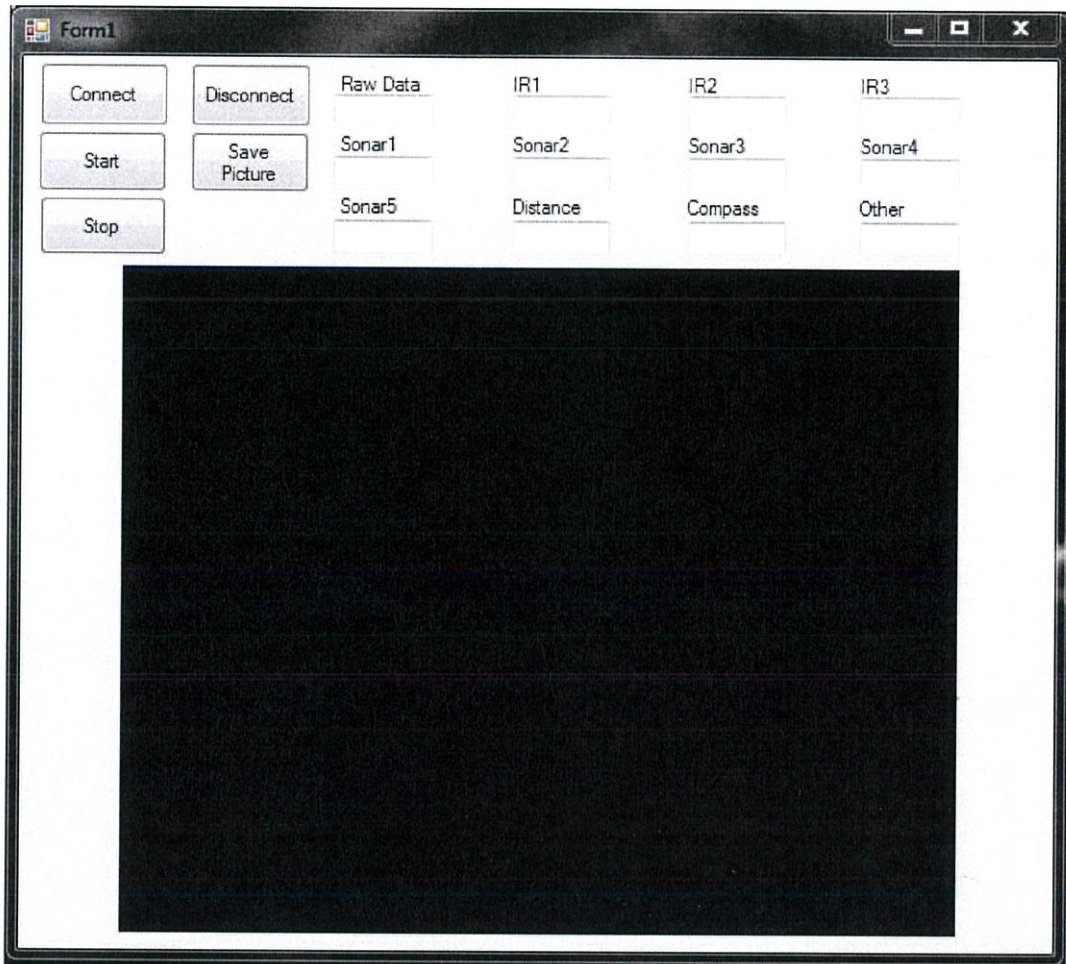 Form1
Connect
Disconnect
Raw Data
IR1
IR2
IR3
Start
Save
Picture
Sonar1
Sonar2
Sonar3
Sonar4
Stop
Sonar5
Distance
Compass
Other